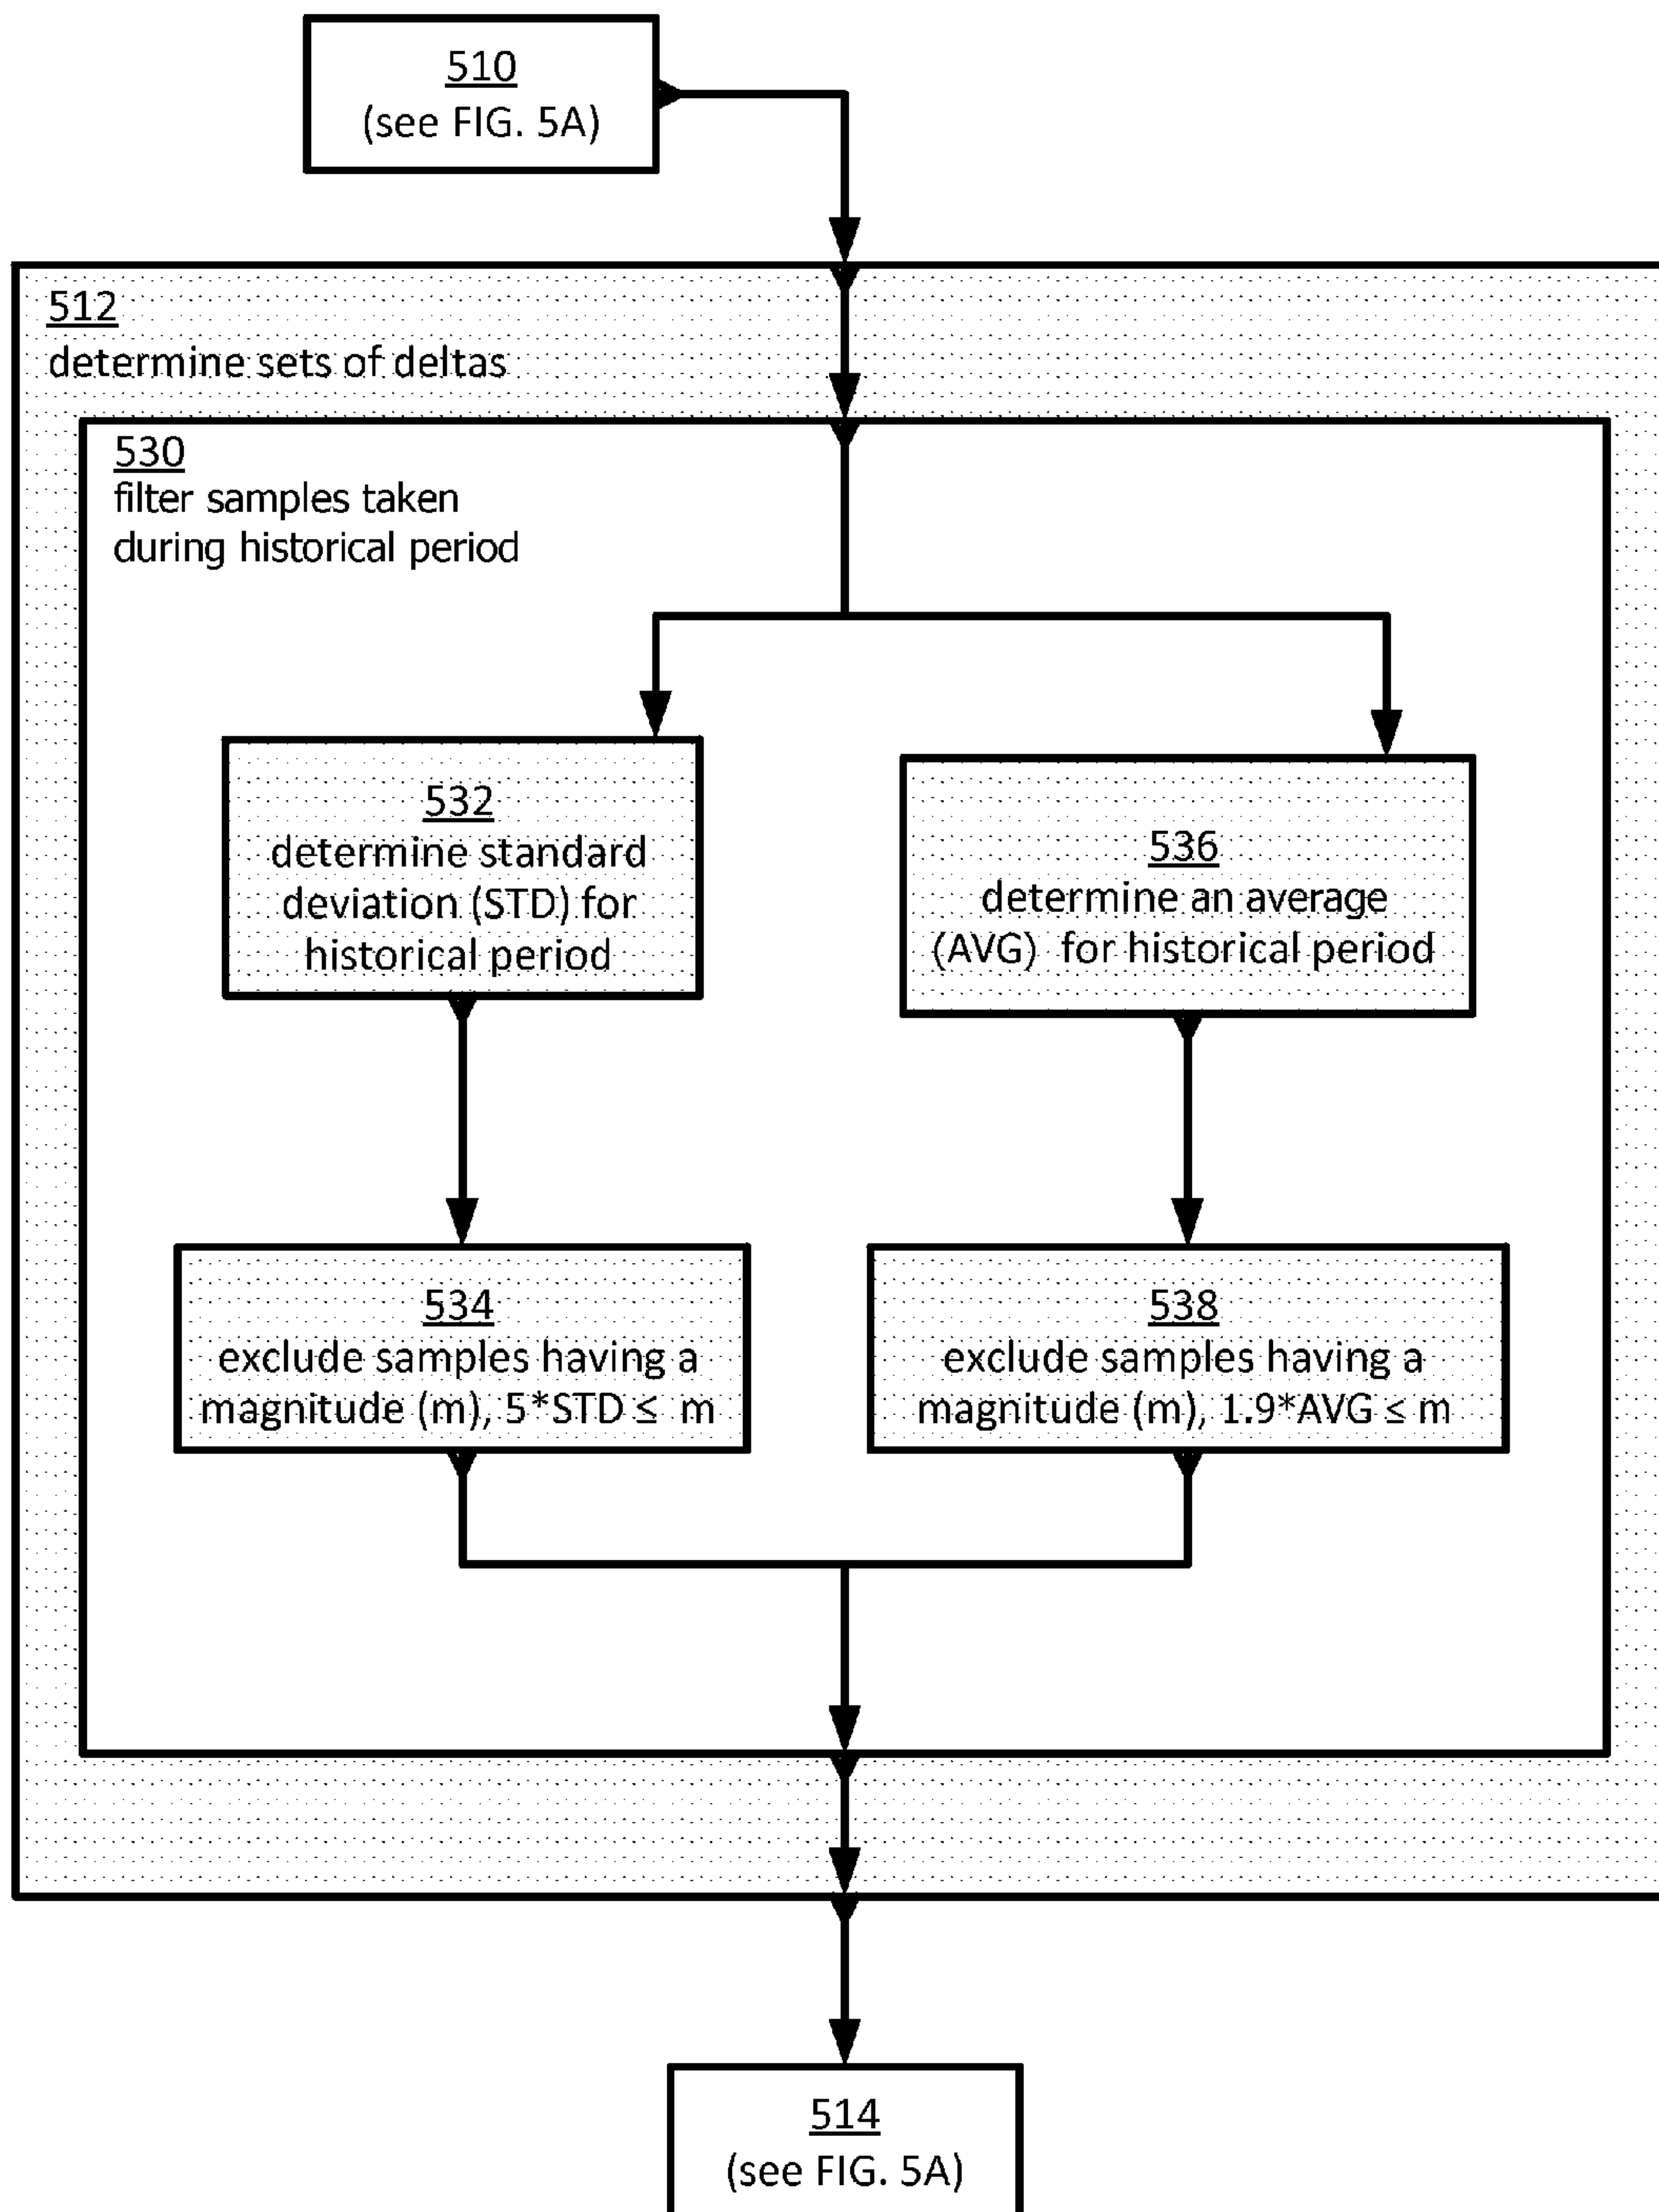 510
(see FIG. 5A)
512
determine sets of deltas
530
filter samples taken
during historical period
532
determine standard
deviation (STD) for
historical period
536
determine an average
(AVG) for historical period
534
exclude samples having a
magnitude (m), 5*STD ≤ m
538
exclude samples having a
magnitude (m), 1.9*AVG ≤ m
514
(see FIG. 5A)